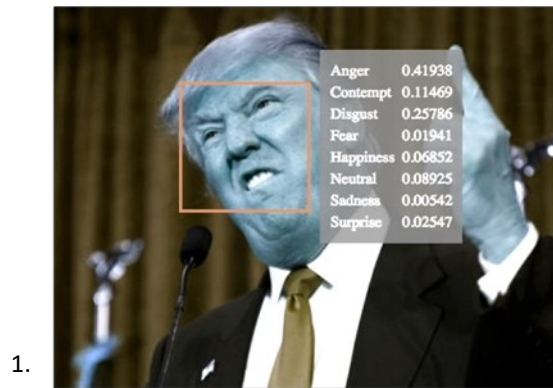 Anger 0.41938
Contempt 0.11469
Disgust 0.25786
Fear 0.01941
Happiness 0.06852
Neutral 0.08925
Sadness 0.00542
Surprise 0.02547
1.